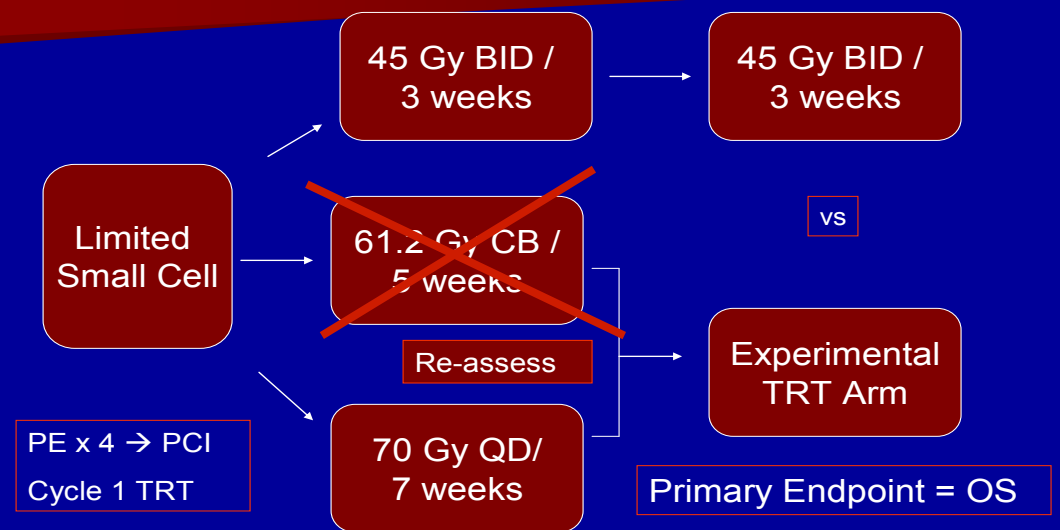 45 Gy BID /
3 weeks
45 Gy BID /
3 weeks
Limited
Small Cell
61.2 Gy CB /
5 weeks
vs
Re-assess
Experimental
TRT Arm
PE x 4 → PCI
Cycle 1 TRT
70 Gy QD/
7 weeks
Primary Endpoint = OS